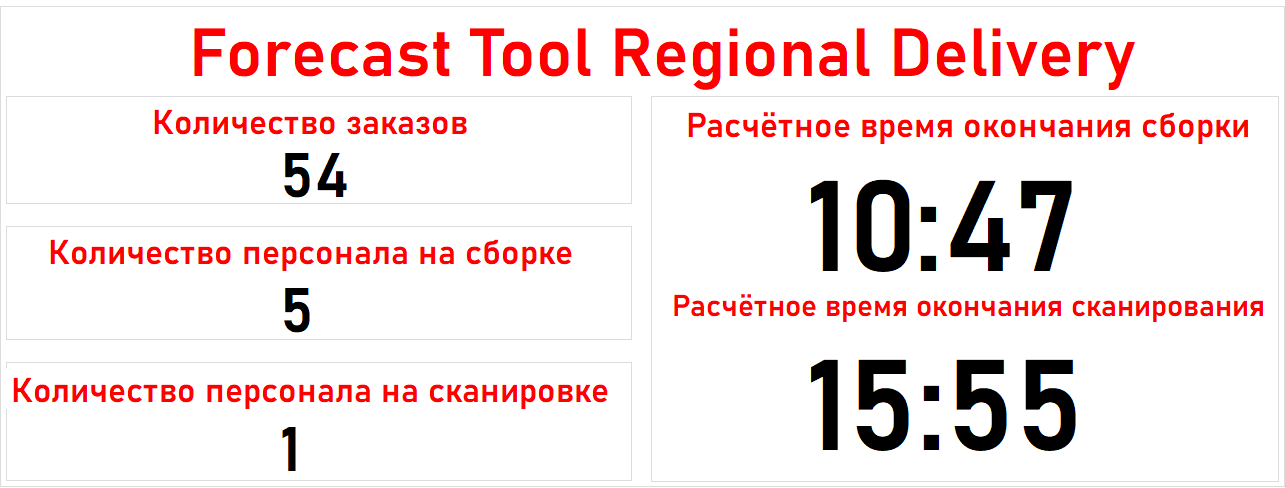 Forecast Tool Regional Delivery
Количество заказов
54
Количество персонала на сборке
5
Количество персонала на сканировке
1
Расчётное время окончания сборки
10:47
Расчётное время окончания сканирования
15:55